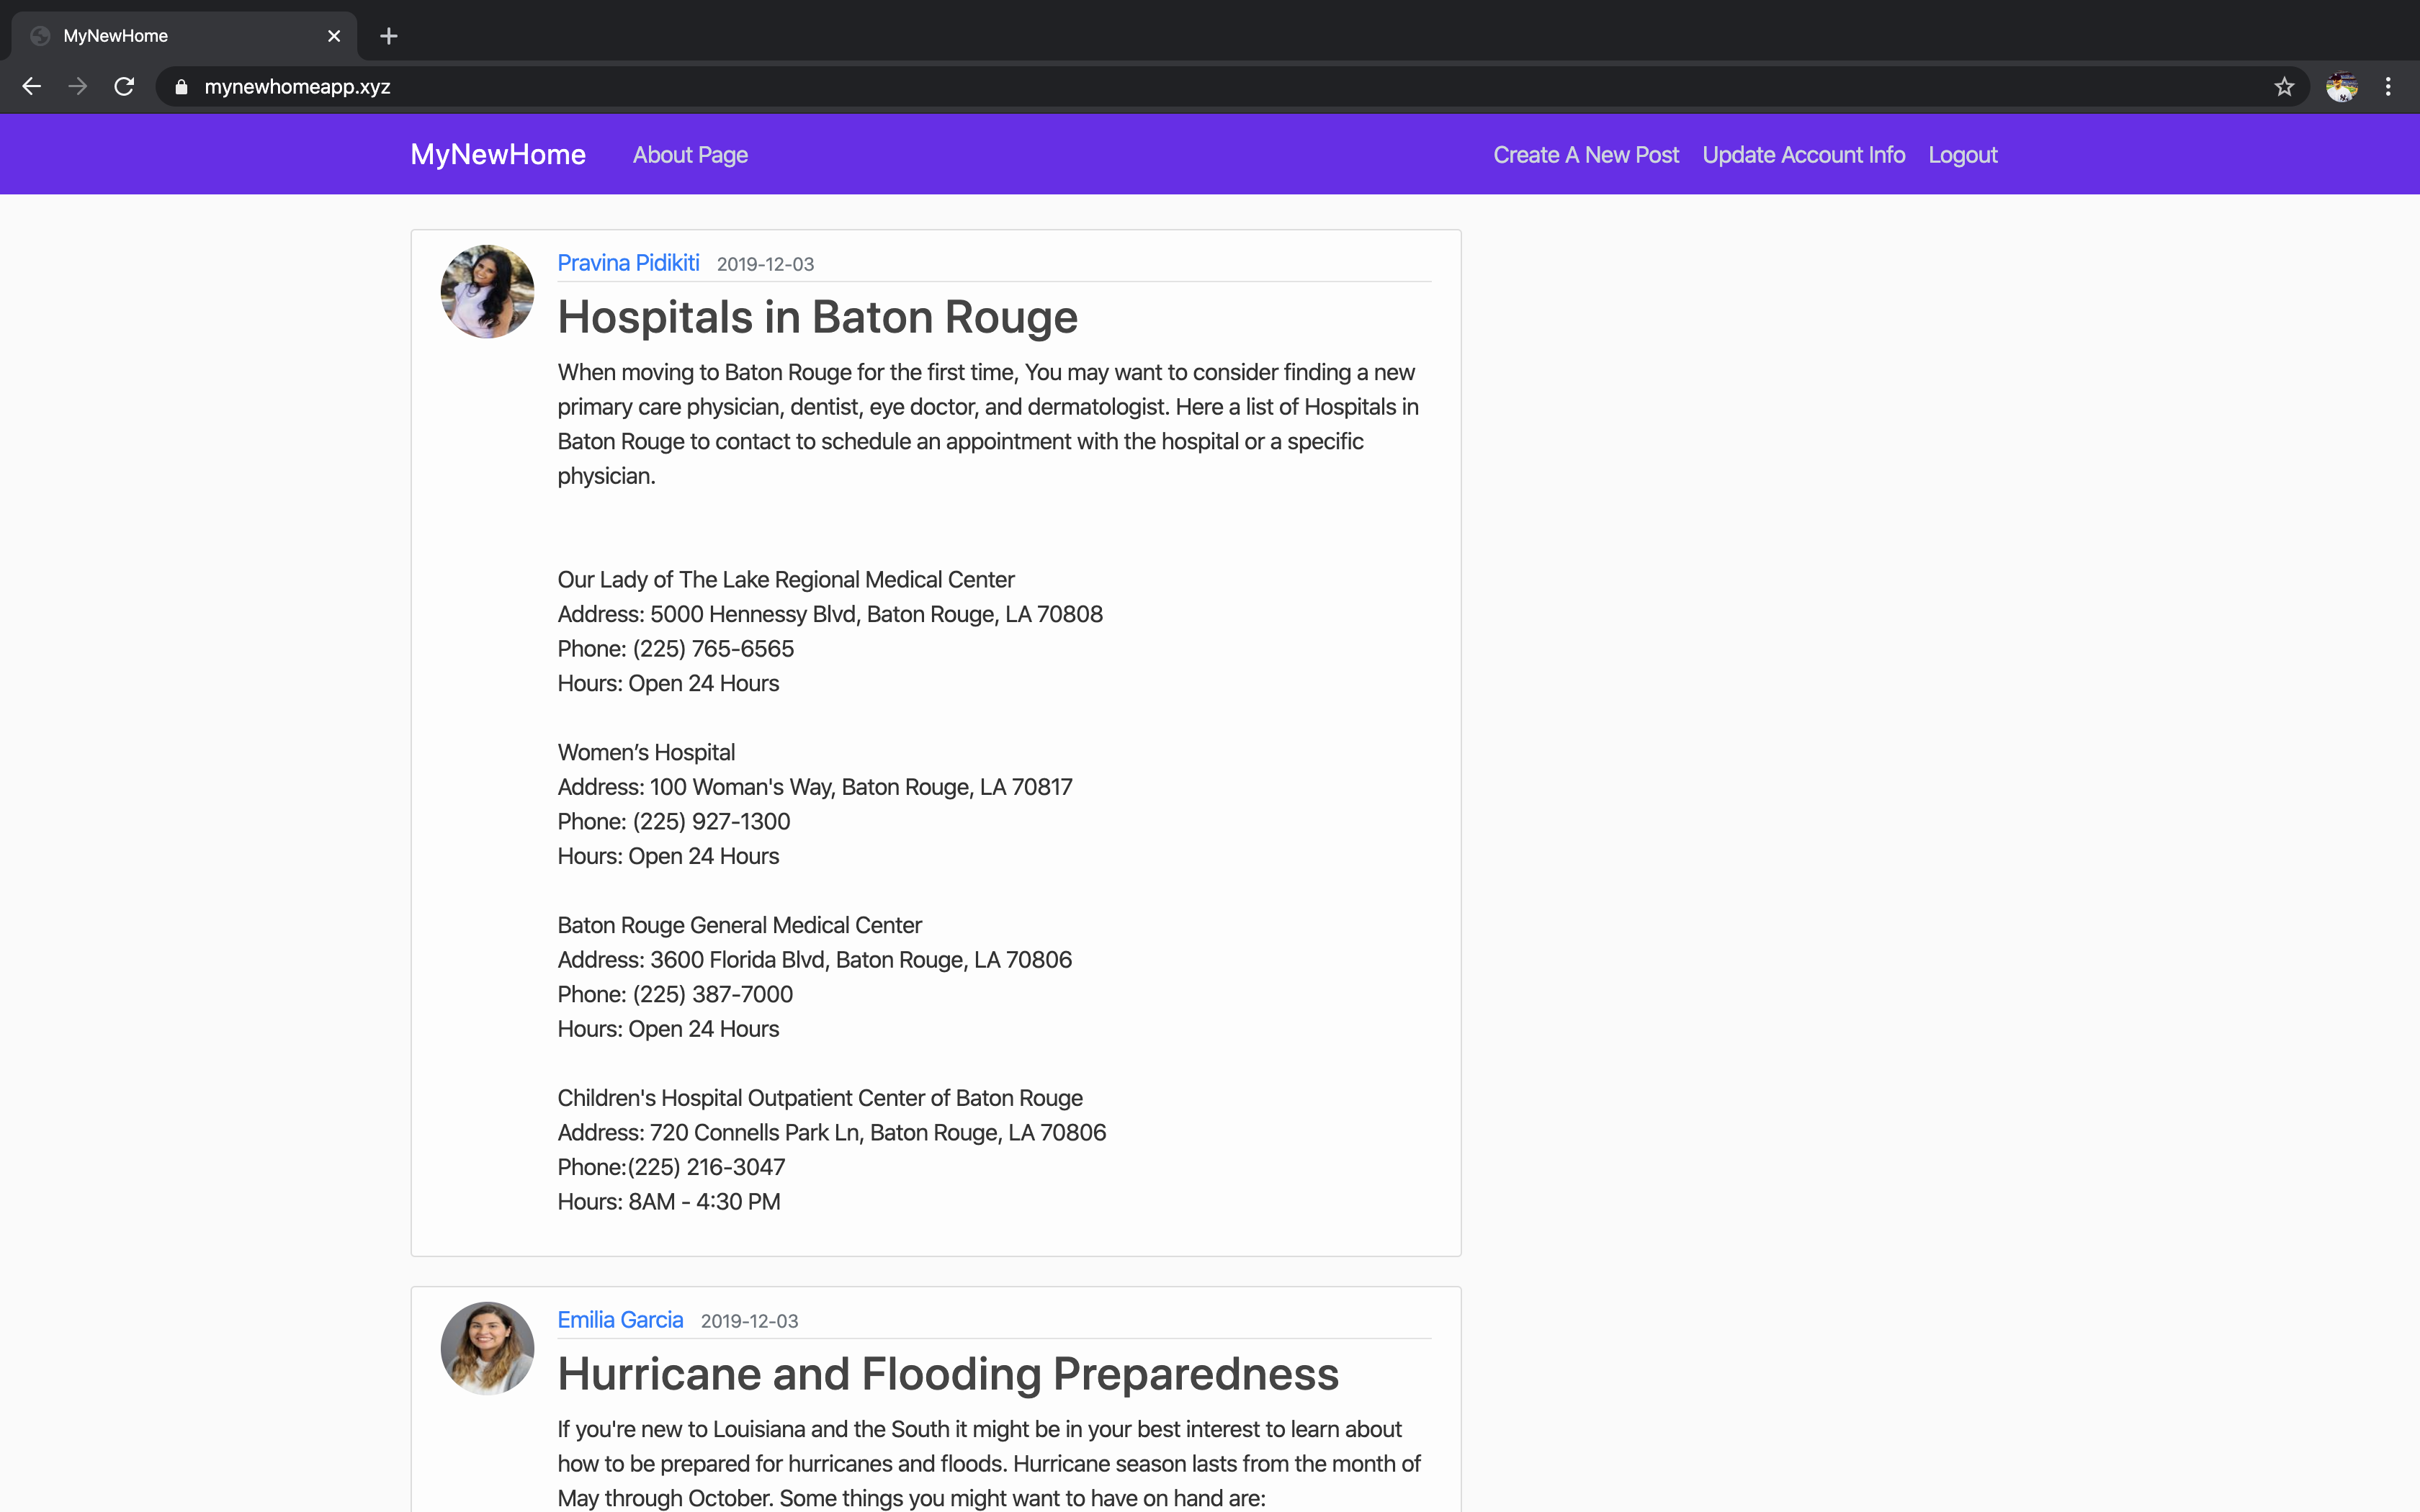 MyNewHome
mynewhomeapp.xyz
MyNewHome About Page Create A New Post Update Account Info Logout
Pravina Pidikiti 2019-12-03
Hospitals in Baton Rouge
When moving to Baton Rouge for the first time, You may want to consider finding a new
primary care physician, dentist, eye doctor, and dermatologist. Here a list of Hospitals in
Baton Rouge to contact to schedule an appointment with the hospital or a specific
physician.
Our Lady of The Lake Regional Medical Center
Address: 5000 Hennessy Blvd, Baton Rouge, LA 70808
Phone: (225) 765-6565
Hours: Open 24 Hours
Women’s Hospital
Address: 100 Woman's Way, Baton Rouge, LA 70817
Phone: (225) 927-1300
Hours: Open 24 Hours
Baton Rouge General Medical Center
Address: 3600 Florida Blvd, Baton Rouge, LA 70806
Phone: (225) 387-7000
Hours: Open 24 Hours
Children's Hospital Outpatient Center of Baton Rouge
Address: 720 Connells Park Ln, Baton Rouge, LA 70806
Phone:(225) 216-3047
Hours: 8AM - 4:30 PM
Emilia Garcia 2019-12-03
Hurricane and Flooding Preparedness
If you're new to Louisiana and the South it might be in your best interest to learn about
how to be prepared for hurricanes and floods. Hurricane season lasts from the month of
May through October. Some things you might want to have on hand are: